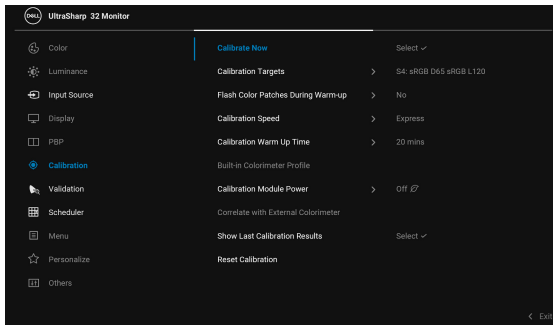 DELL UltraSharp 32 Monitor
Color Calibrate Now Select
Luminance Calibration Targets S4: sRGB D65 sRGB L120
Input Source Flash Color Patches During Warm-up No
Display Calibration Speed Express
PBP Calibration Warm Up Time 20 mins
Calibration Built-in Colorimeter Profile
Validation Calibration Module Power Off
Scheduler Correlate with External Colorimeter
Menu Show Last Calibration Results Select
Personalize Reset Calibration
Others
Exit